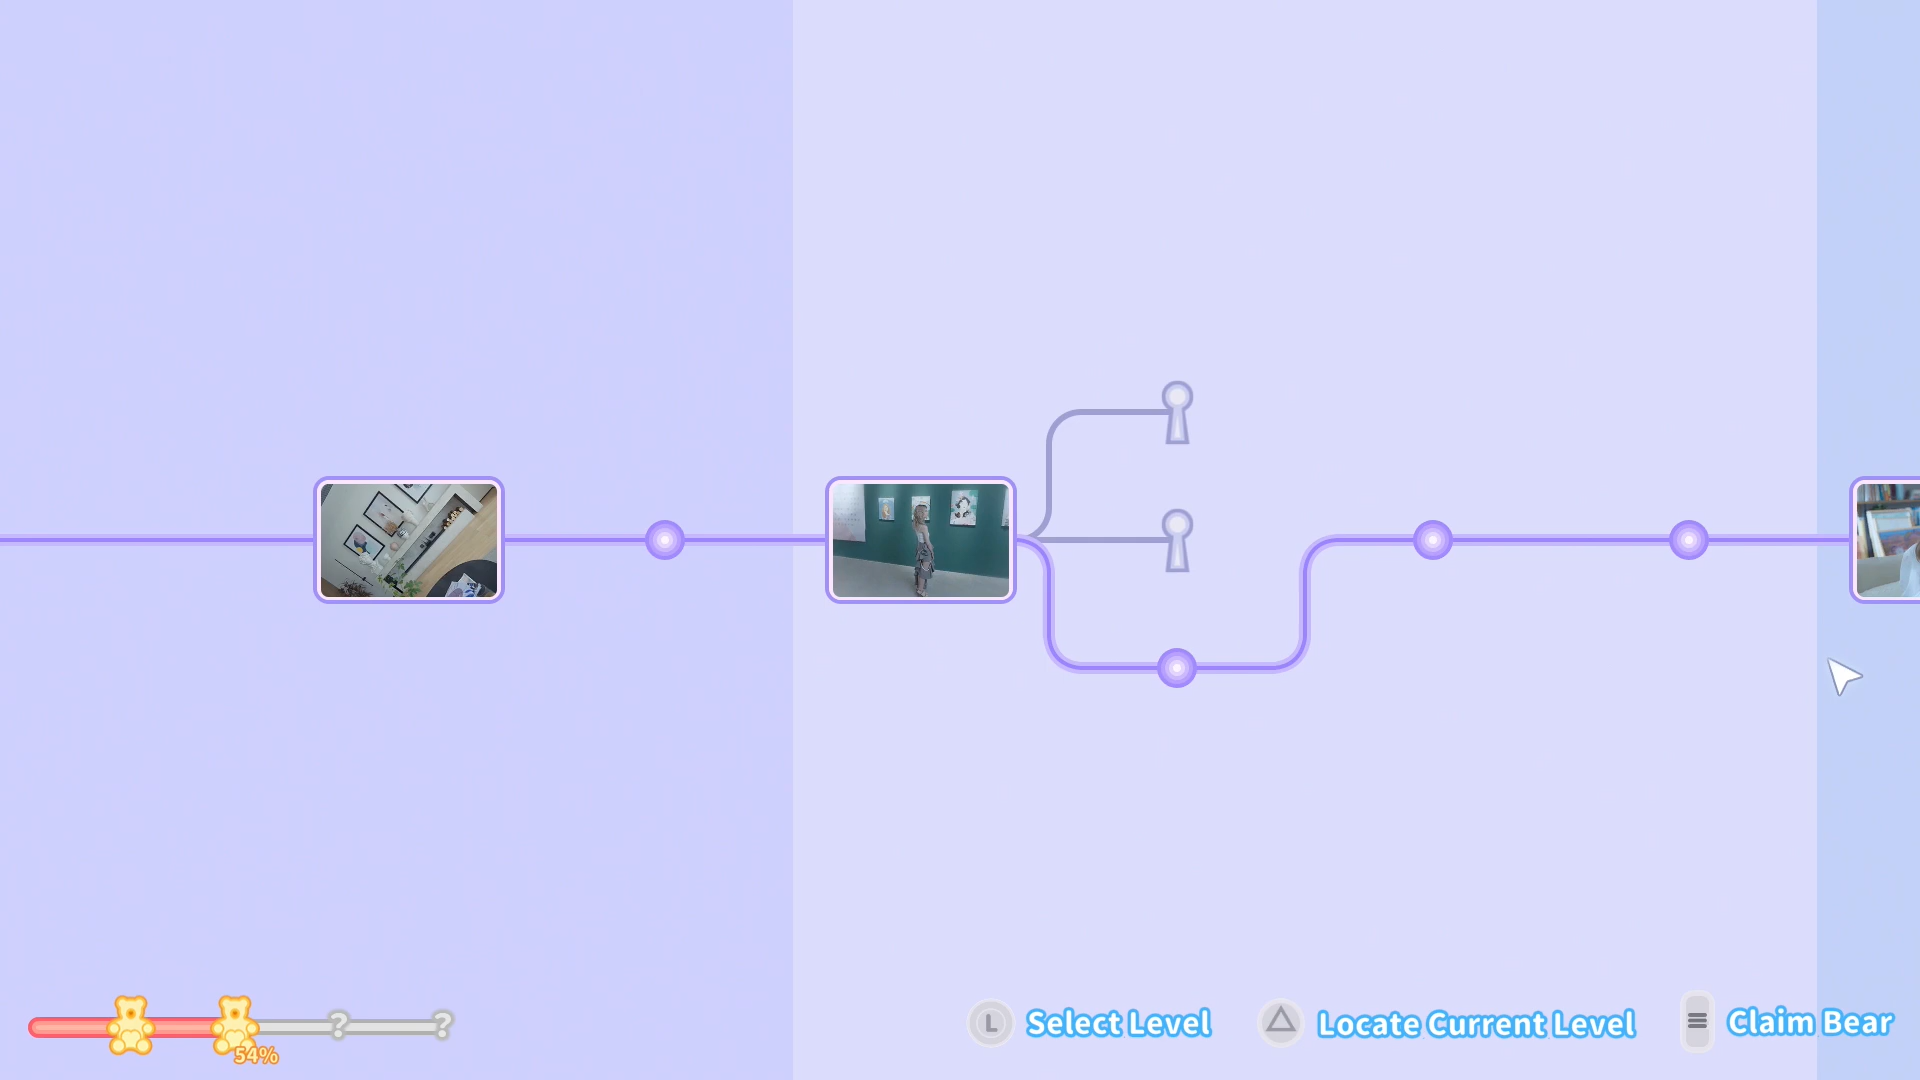 54%
L
Select Level
Locate Current Level
Claim Bear
? ?